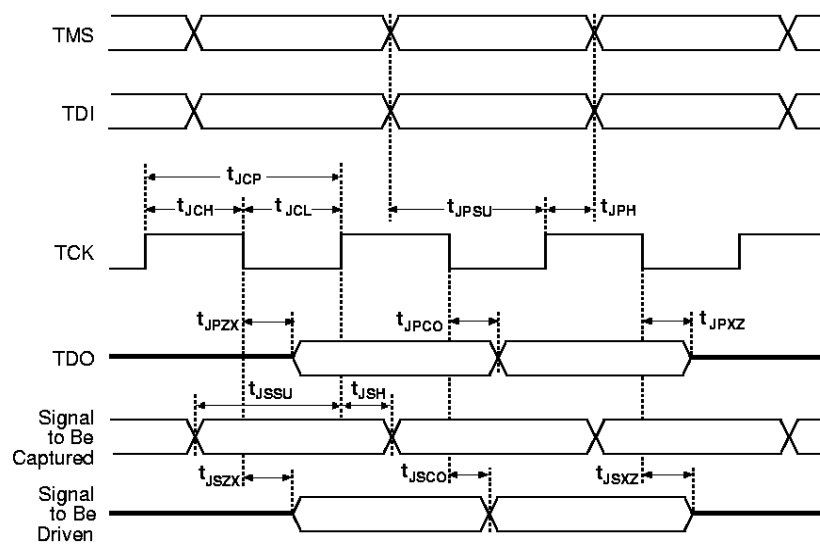 TMS
TDI
tJCP
tJCH tJCL tJPSU tJPH
TCK
tJPZX tJPCO tJPXZ
TDO
tJSSU tJSH
Signal
to Be
Captured
tJSZX tJSCO tJSXZ
Signal
to Be
Driven